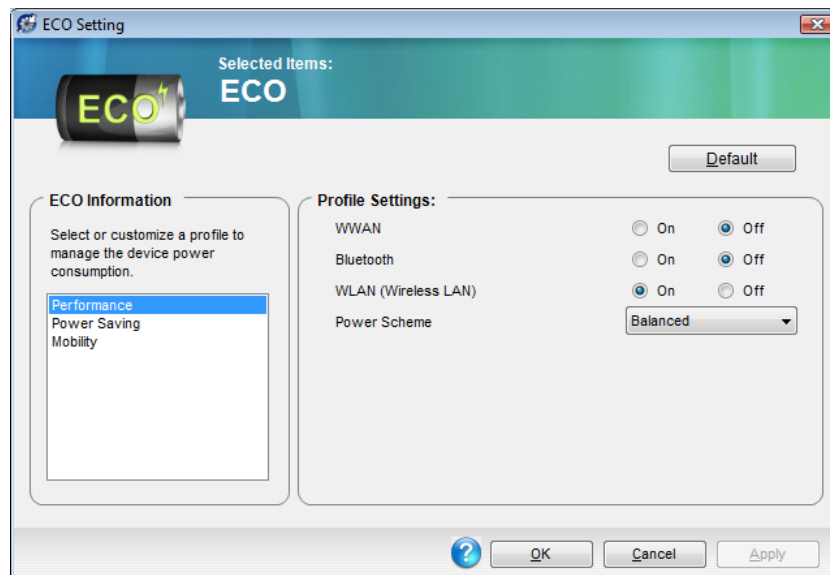 ECO Setting
ECO
Selected Items:
ECO
Default
ECO Information
Select or customize a profile to
manage the device power
consumption.
Performance
Power Saving
Mobility
Profile Settings:
WWAN On Off
Bluetooth On Off
WLAN (Wireless LAN) On Off
Power Scheme Balanced
? OK Cancel Apply